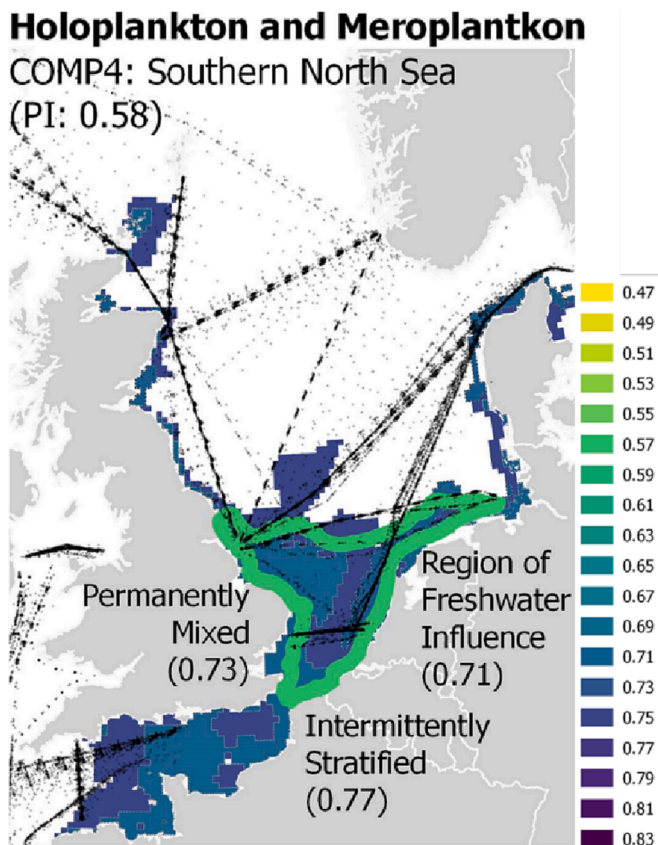 Holoplankton and Meroplantkon
COMP4: Southern North Sea
(PI: 0.58)
0.47
0.49
0.51
0.53
0.55
0.57
0.59
0.61
0.63
0.65
0.67
0.69
0.71
0.73
0.75
0.77
0.79
0.81
0.83
Permanently
Mixed
(0.73)
Region of
Freshwater
Influence
(0.71)
Intermittently
Stratified
(0.77)